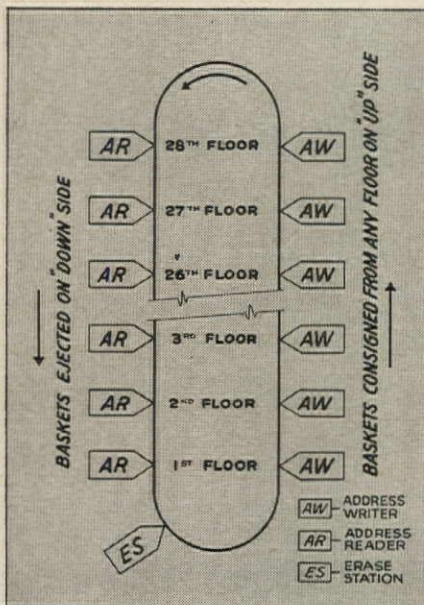 AR 28TH FLOOR AW
AR 27TH FLOOR AW
AR 26TH FLOOR AW
AR 3RD FLOOR AW
AR 2ND FLOOR AW
AR 1ST FLOOR AW
ES
BASKETS EJECTED ON "DOWN" SIDE
BASKETS CONSIGNED FROM ANY FLOOR ON "UP" SIDE
AW - ADDRESS
WRITER
AR - ADDRESS
READER
ES - ERASE
STATION